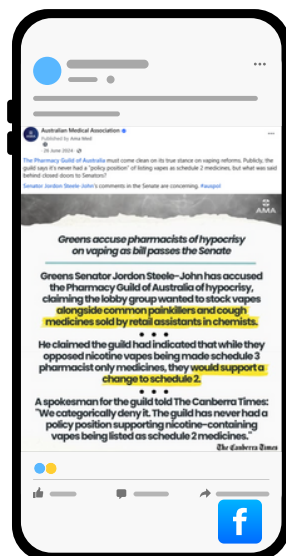 Australian Medical Association
Published by Ama Med
· 26 June 2024 ·
The Pharmacy Guild of Australia must come clean on its true stance on vaping reforms. Publicly, the
guild says it's never had a "policy position" of listing vapes as schedule 2 medicines, but what was said
behind closed doors to Senators?
Senator Jordon Steele-John's comments in the Senate are concerning. #auspol
AMA
Greens accuse pharmacists of hypocrisy
on vaping as bill passes the Senate
Greens Senator Jordon Steele-John has accused
the Pharmacy Guild of Australia of hypocrisy,
claiming the lobby group wanted to stock vapes
alongside common painkillers and cough
medicines sold by retail assistants in chemists.
He claimed the guild had indicated that while they
opposed nicotine vapes being made schedule 3
pharmacist only medicines, they would support a
change to schedule 2.
A spokesman for the guild told The Canberra Times:
"We categorically deny it. The guild has never had a
policy position supporting nicotine-containing
vapes being listed as schedule 2 medicines."
The Canberra Times
f